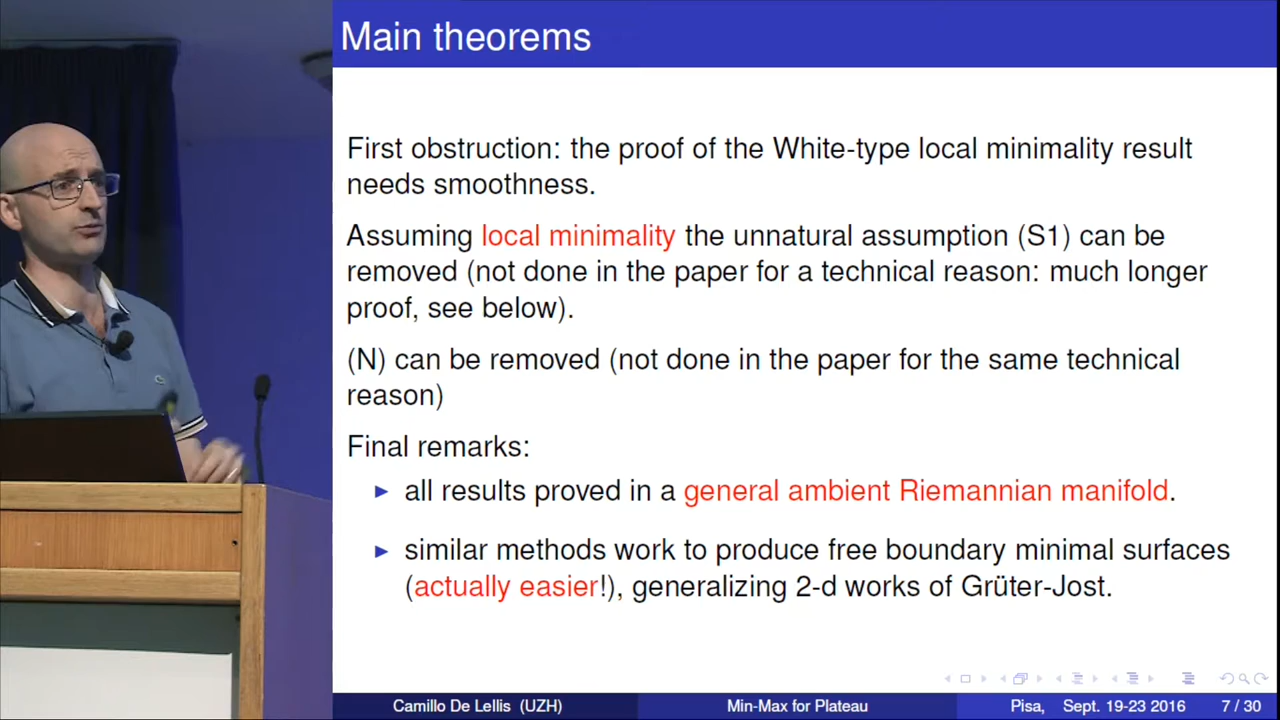 Main theorems
First obstruction: the proof of the White-type local minimality result
needs smoothness.
Assuming local minimality the unnatural assumption (S1) can be
removed (not done in the paper for a technical reason: much longer
proof, see below).
(N) can be removed (not done in the paper for the same technical
reason)
Final remarks:
all results proved in a general ambient Riemannian manifold.
similar methods work to produce free boundary minimal surfaces
(actually easier!), generalizing 2-d works of Grüter-Jost.
Camillo De Lellis (UZH) Min-Max for Plateau Pisa, Sept. 19-23 2016 7 / 30